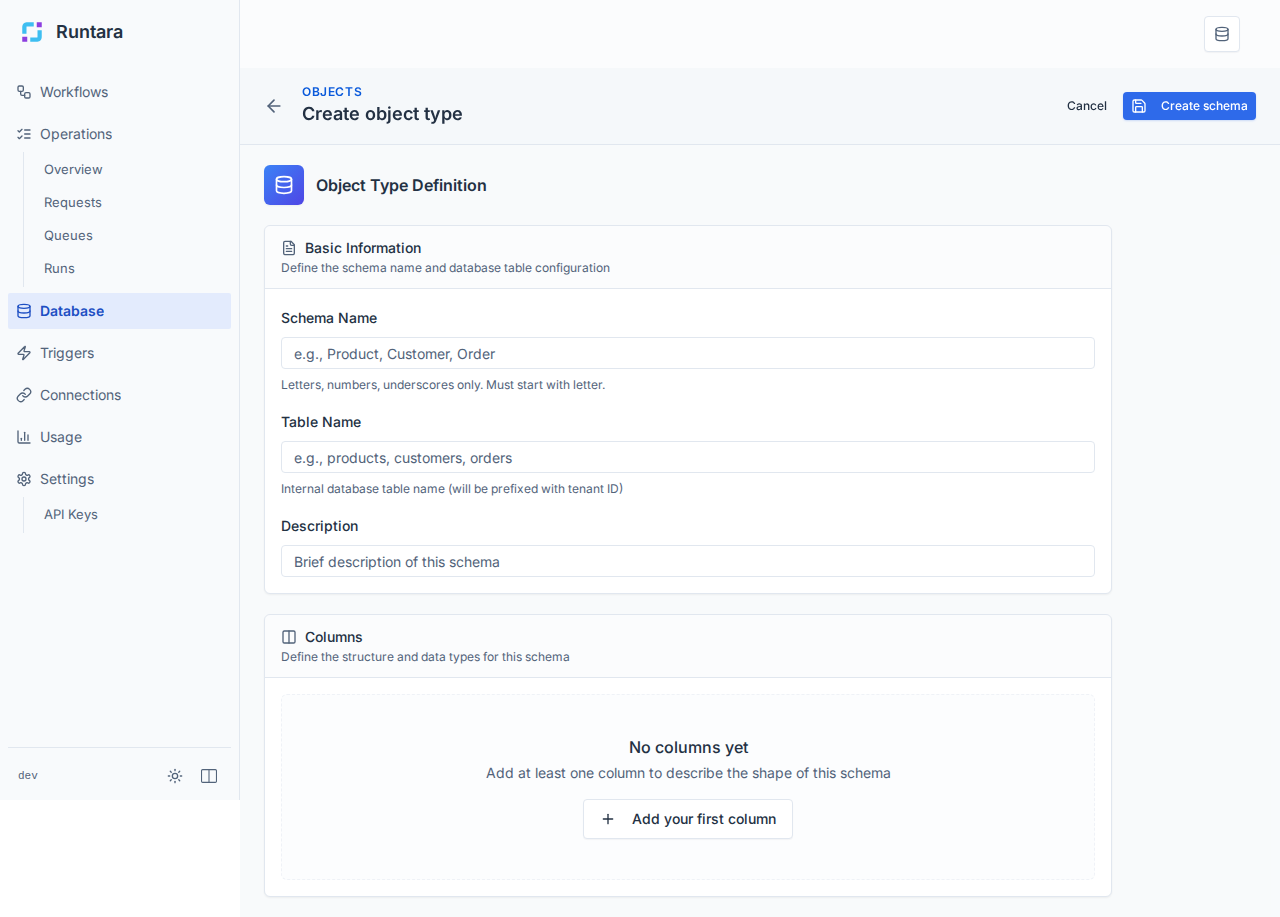 Runtara
Workflows
Operations
Overview
Requests
Queues
Runs
Database
Triggers
Connections
Usage
Settings
API Keys
dev
OBJECTS
Create object type
Cancel
Create schema
Object Type Definition
Basic Information
Define the schema name and database table configuration
Schema Name
e.g., Product, Customer, Order
Letters, numbers, underscores only. Must start with letter.
Table Name
e.g., products, customers, orders
Internal database table name (will be prefixed with tenant ID)
Description
Brief description of this schema
Columns
Define the structure and data types for this schema
No columns yet
Add at least one column to describe the shape of this schema
Add your first column